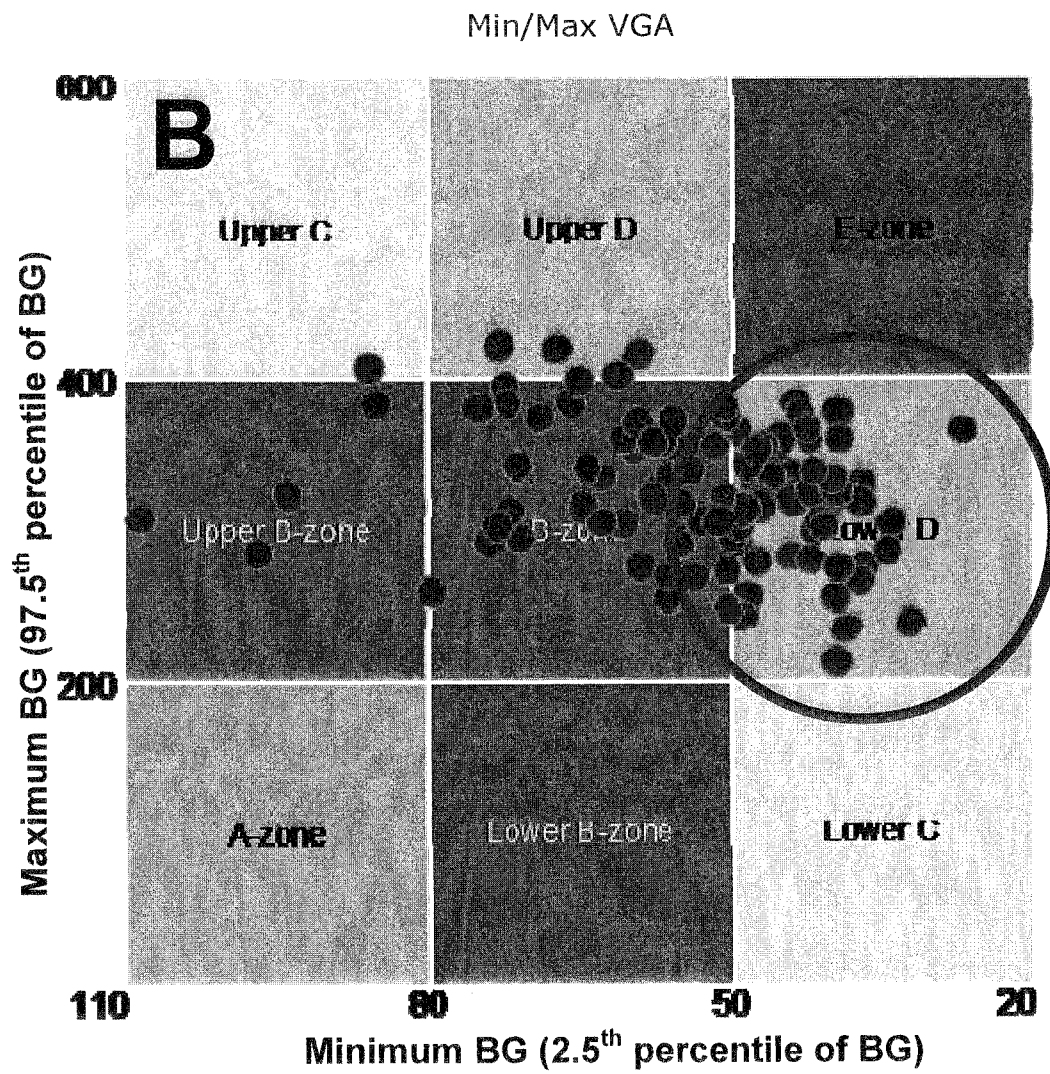 Min/Max VGA
600
B
Upper C
Upper D
E-zone
Maximum BG (97.5th percentile of BG)
400
Upper B-zone
Lower D
200
A-zone
Lower B-zone
Lower C
110
80
50
20
Minimum BG (2.5th percentile of BG)